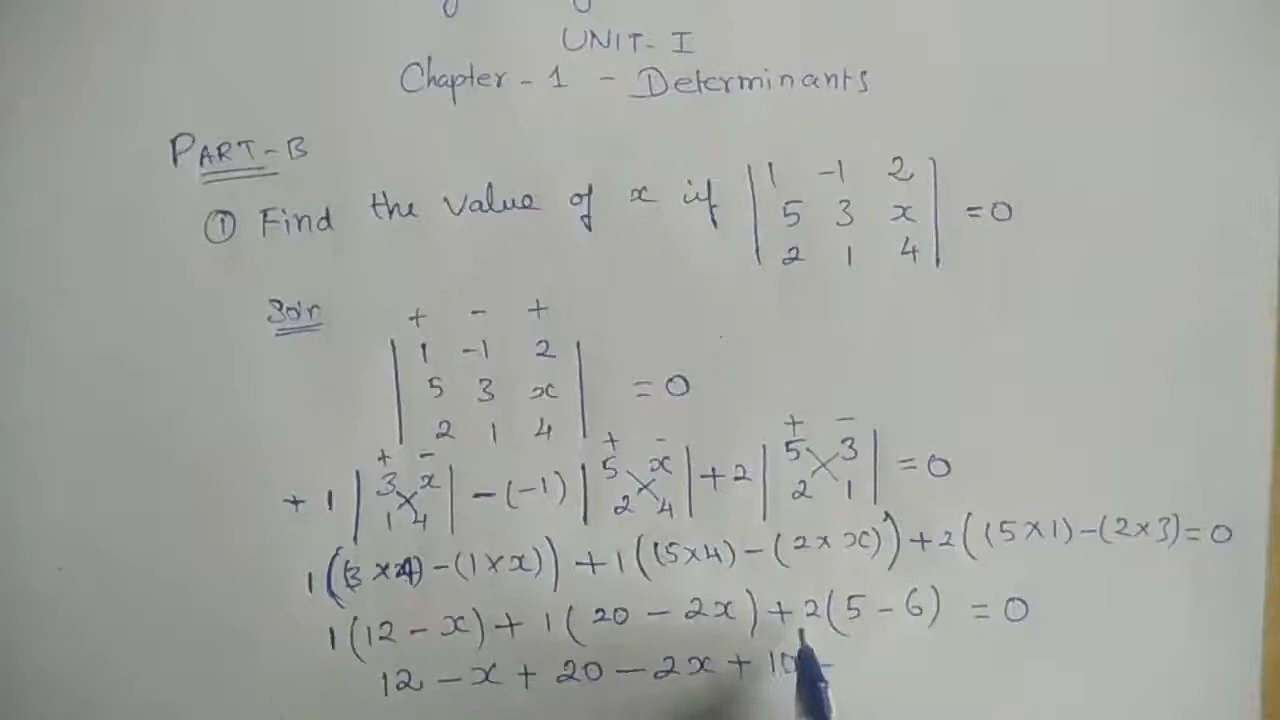 UNIT-I
Chapter-1 - Determinants
PART-B
① Find the value of x if | 1 -1 2 |
| 5 3 x | =0
| 2 1 4 |
Soln
+ - +
| 1 -1 2 |
| 5 3 x | =0
| 2 1 4 |
+ - + - + -
+1 | 3 x | -(-1) | 5 x | +2 | 5 3 | =0
| 1 4 | | 2 4 | | 2 1 |
1((3×4)-(1×x))+1((5×4)-(2×x))+2((5×1)-(2×3)=0
1(12-x)+1(20-2x)+2(5-6) =0
12-x+20-2x+10-